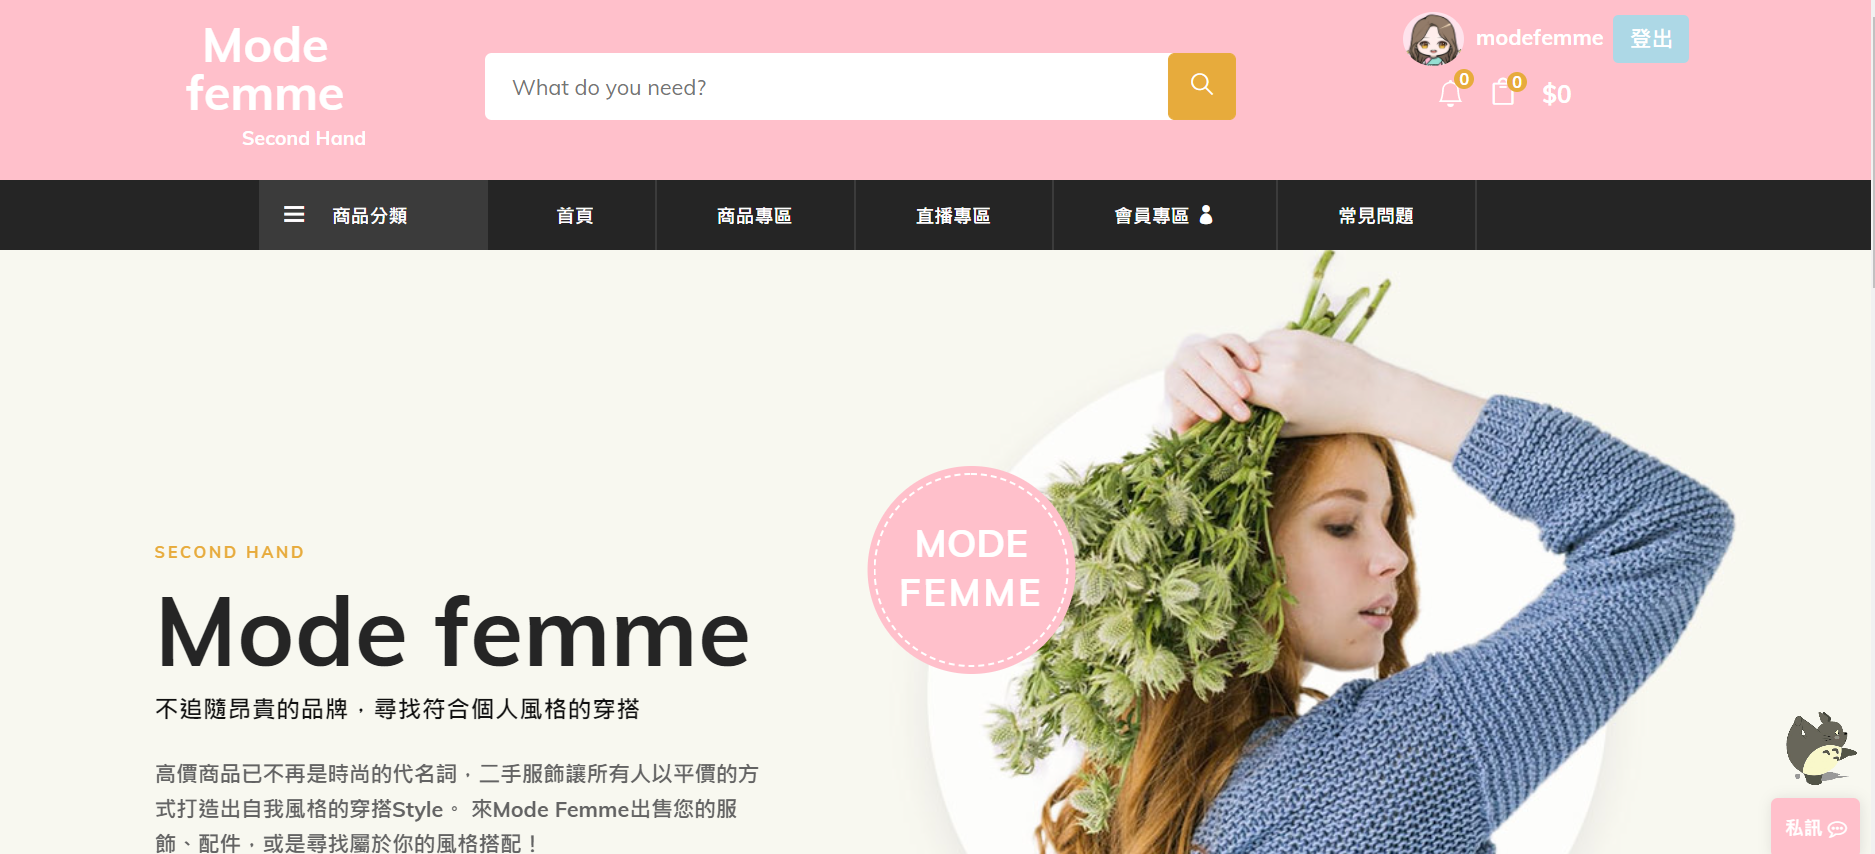 Mode
femme
Second Hand
What do you need?
modefemme
登出
0
0
$0
商品分類
首頁
商品專區
直播專區
會員專區
常見問題
SECOND HAND
Mode femme
不追隨昂貴的品牌，尋找符合個人風格的穿搭
高價商品已不再是時尚的代名詞，二手服飾讓所有人以平價的方
式打造出自我風格的穿搭Style。 來Mode Femme出售您的服
飾、配件，或是尋找屬於你的風格搭配！
MODE
FEMME
私訊